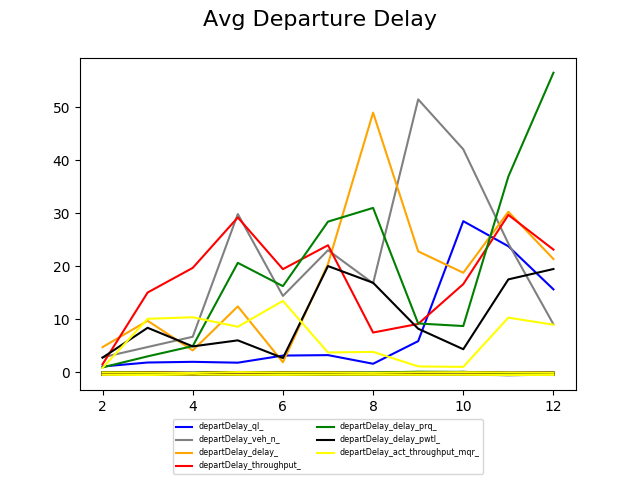 Avg Departure Delay
50
40
30
20
10
0
2 4 6 8 10 12
departDelay_ql_ departDelay_delay_prq_
departDelay_veh_n_ departDelay_delay_pwtl_
departDelay_delay_ departDelay_act_throughput_mqr_
departDelay_throughput_